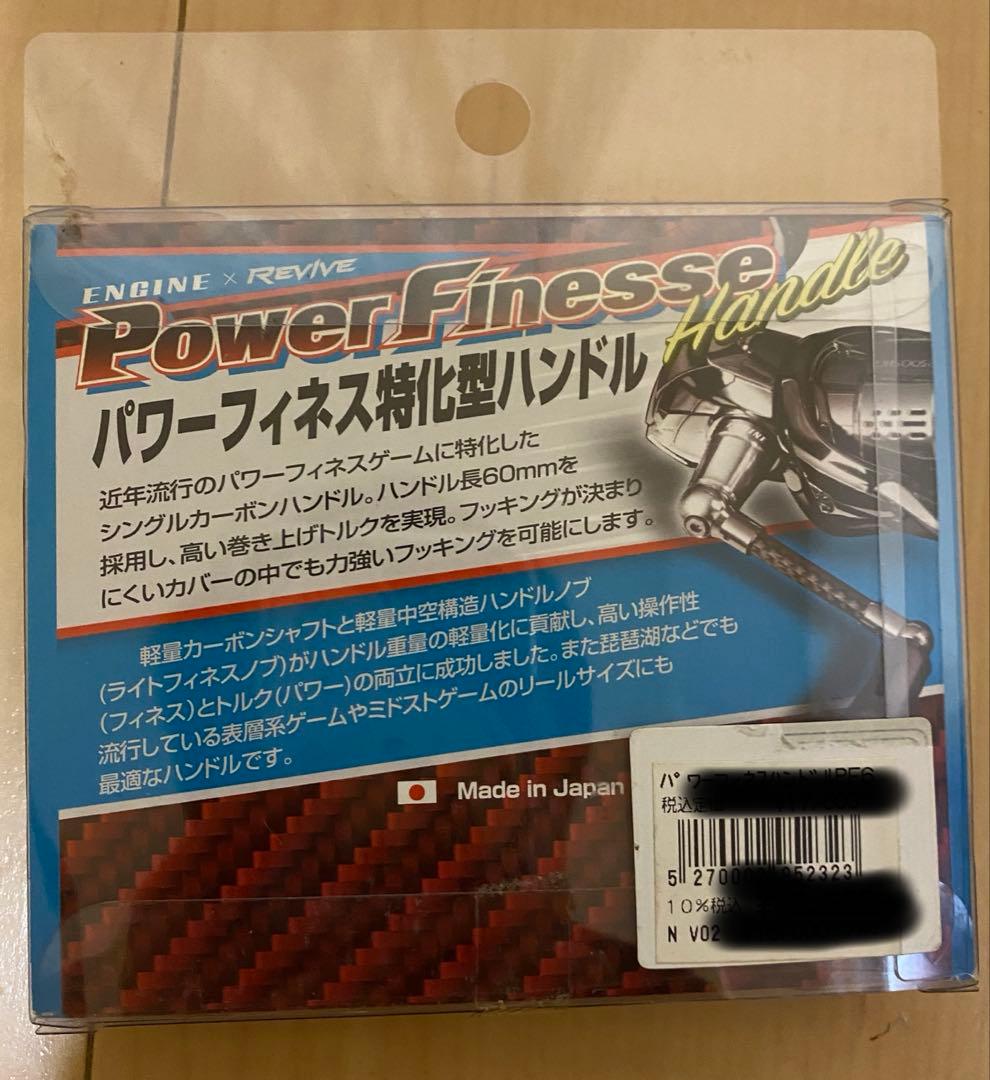 ENGINE × REVIVE
Power Finesse
Handle
パワーフィネス特化型ハンドル
近年流行のパワーフィネスゲームに特化した
シングルカーボンハンドル。ハンドル長60mmを
採用し、高い巻き上げトルクを実現。フッキングが決まり
にくいカバーの中でも力強いフッキングを可能にします。
軽量カーボンシャフトと軽量中空構造ハンドルノブ
(ライトフィネスノブ)がハンドル重量の軽量化に貢献し、高い操作性
(フィネス)とトルク(パワー)の両立に成功しました。また琵琶湖などでも
流行している表層系ゲームやミドストゲームのリールサイズにも
最適なハンドルです。
Made in Japan
税込定
10%税込
N V02